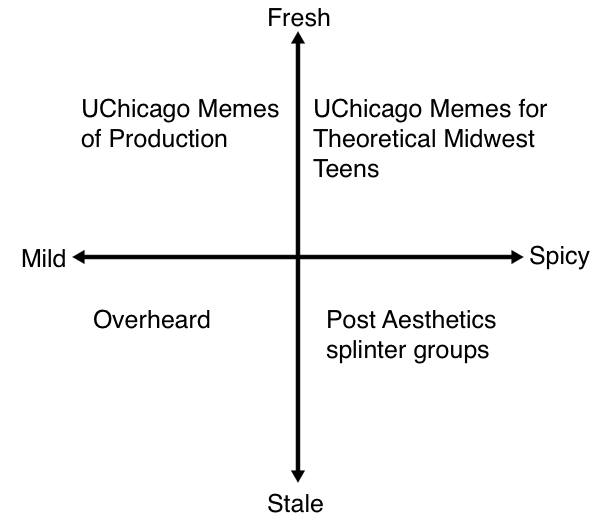 Fresh
UChicago Memes
of Production
UChicago Memes for
Theoretical Midwest
Teens
Mild
Spicy
Overheard
Post Aesthetics
splinter groups
Stale